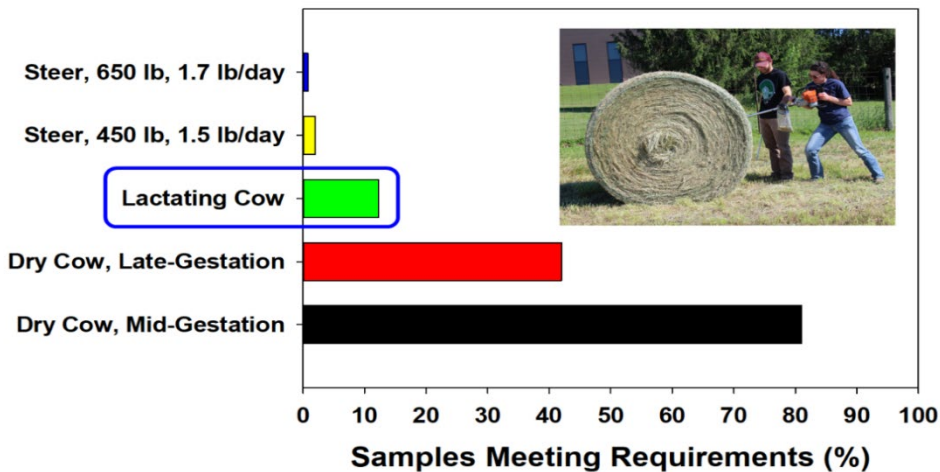 Steer, 650 lb, 1.7 lb/day
Steer, 450 lb, 1.5 lb/day
Lactating Cow
Dry Cow, Late-Gestation
Dry Cow, Mid-Gestation
0 10 20 30 40 50 60 70 80 90 100
Samples Meeting Requirements (%)